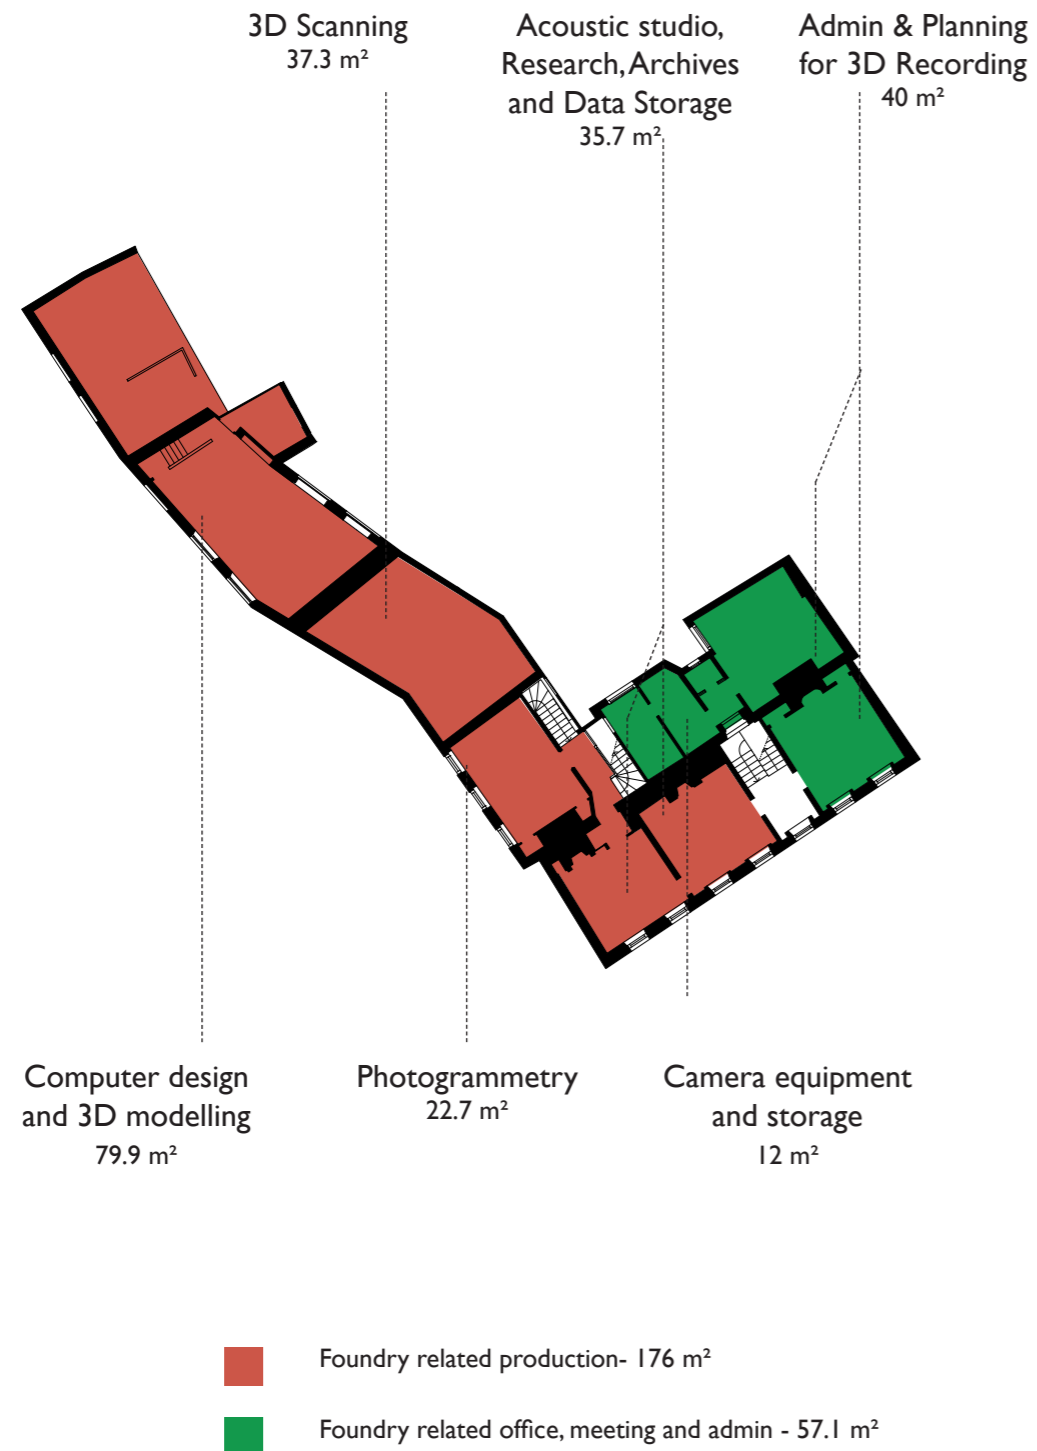 3D Scanning
37.3 m²
Acoustic studio,
Research, Archives
and Data Storage
35.7 m²
Admin & Planning
for 3D Recording
40 m²
Computer design
and 3D modelling
79.9 m²
Photogrammetry
22.7 m²
Camera equipment
and storage
12 m²
Foundry related production- 176 m²
Foundry related office, meeting and admin - 57.1 m²